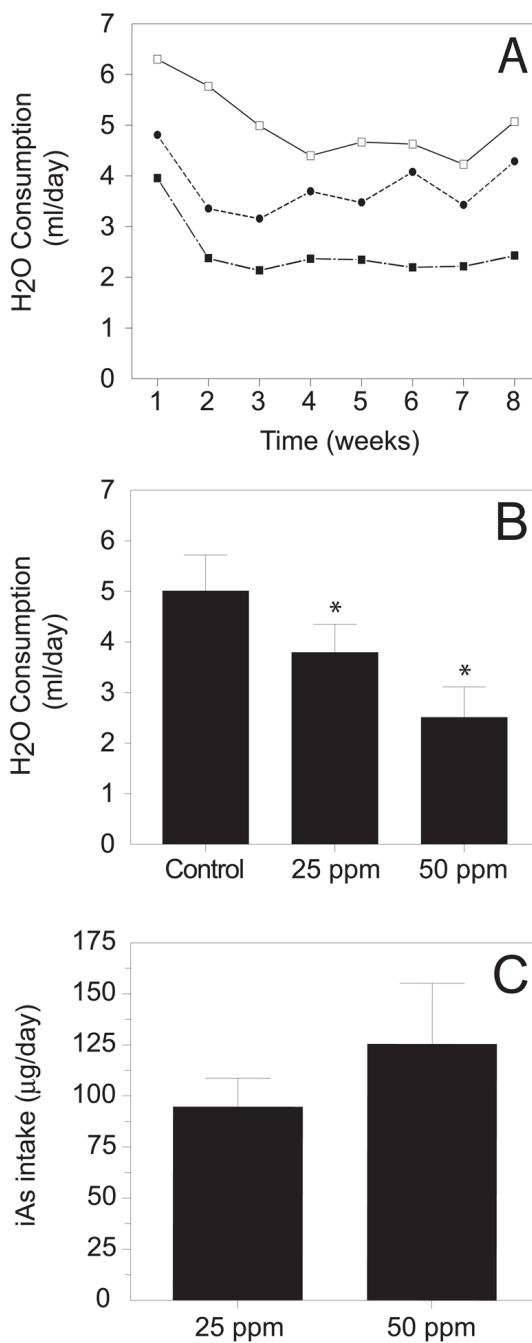 A
7
6
5
4
3
2
1
0
H2O Consumption
(ml/day)
1 2 3 4 5 6 7 8
Time (weeks)
B
7
6
5
4
3
2
1
0
H2O Consumption
(ml/day)
*
*
Control 25 ppm 50 ppm
C
175
150
125
100
75
50
25
0
iAs intake (µg/day)
25 ppm 50 ppm